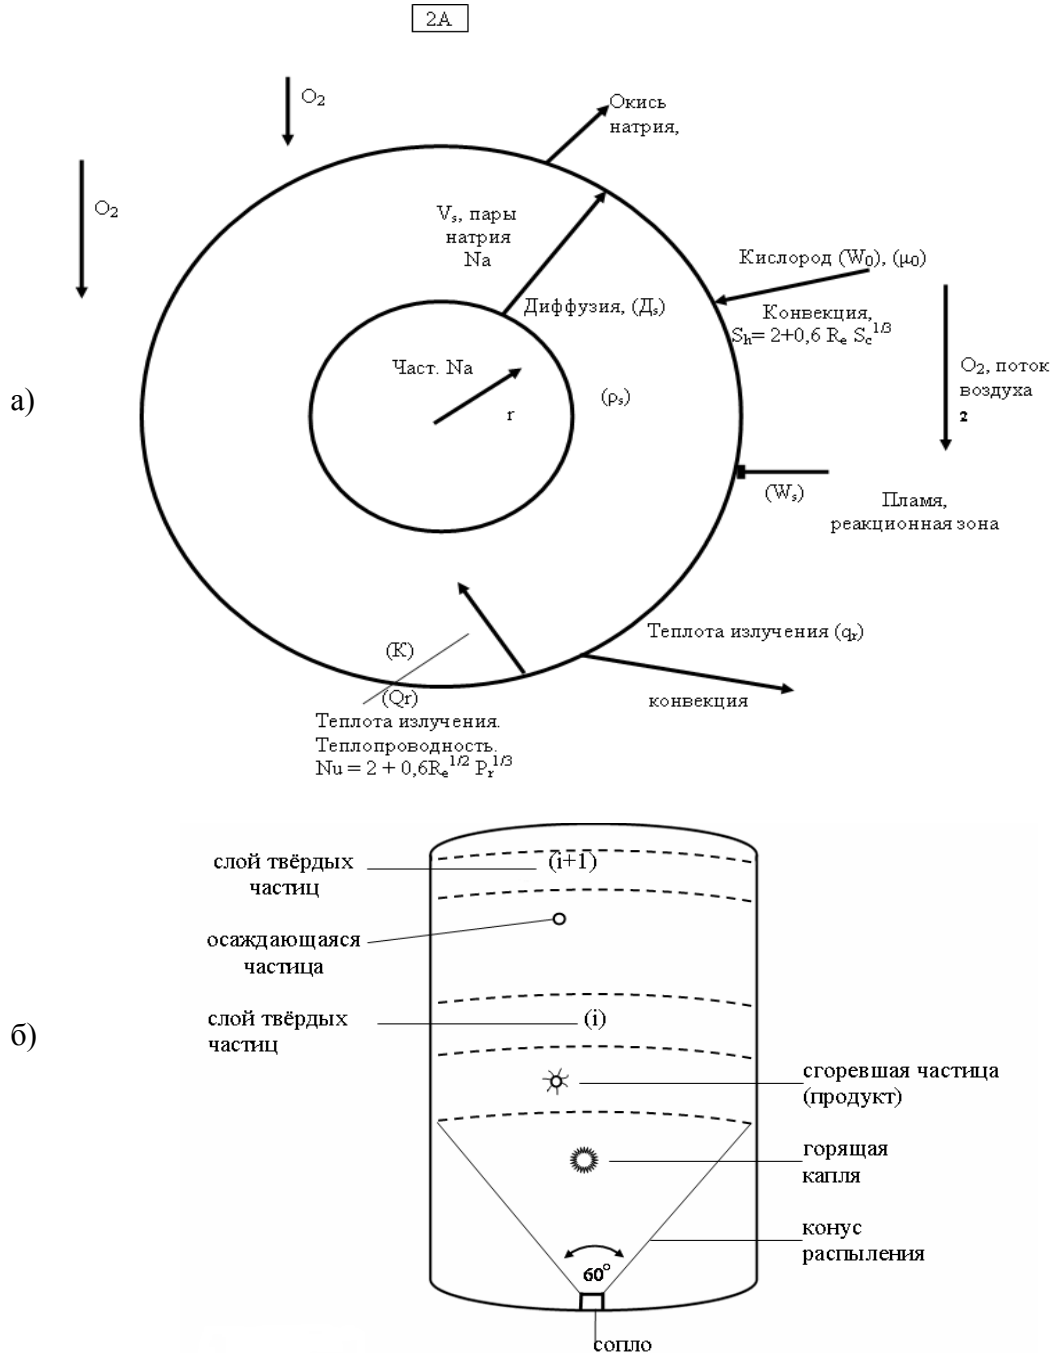 2А
O₂
Окись
натрия,
O₂
Vₛ, пары
натрия
Na
Кислород (W₀), (μ₀)
Диффузия, (Дₛ)
Конвекция,
Sₕ= 2+0,6 Rₑ S꜀¹/³
Част. Na
r
(ρₛ)
O₂, поток
воздуха
2
а)
(Wₛ)
Пламя,
реакционная зона
Теплота излучения (qᵣ)
конвекция
(К)
(Qr)
Теплота излучения.
Теплопроводность.
Nu = 2 + 0,6Rₑ¹/² Pᵣ¹/³
слой твёрдых
частиц
(i+1)
осаждающаяся
частица
слой твёрдых
частиц
(i)
б)
сгоревшая частица
(продукт)
горящая
капля
конус
распыления
60°
сопло